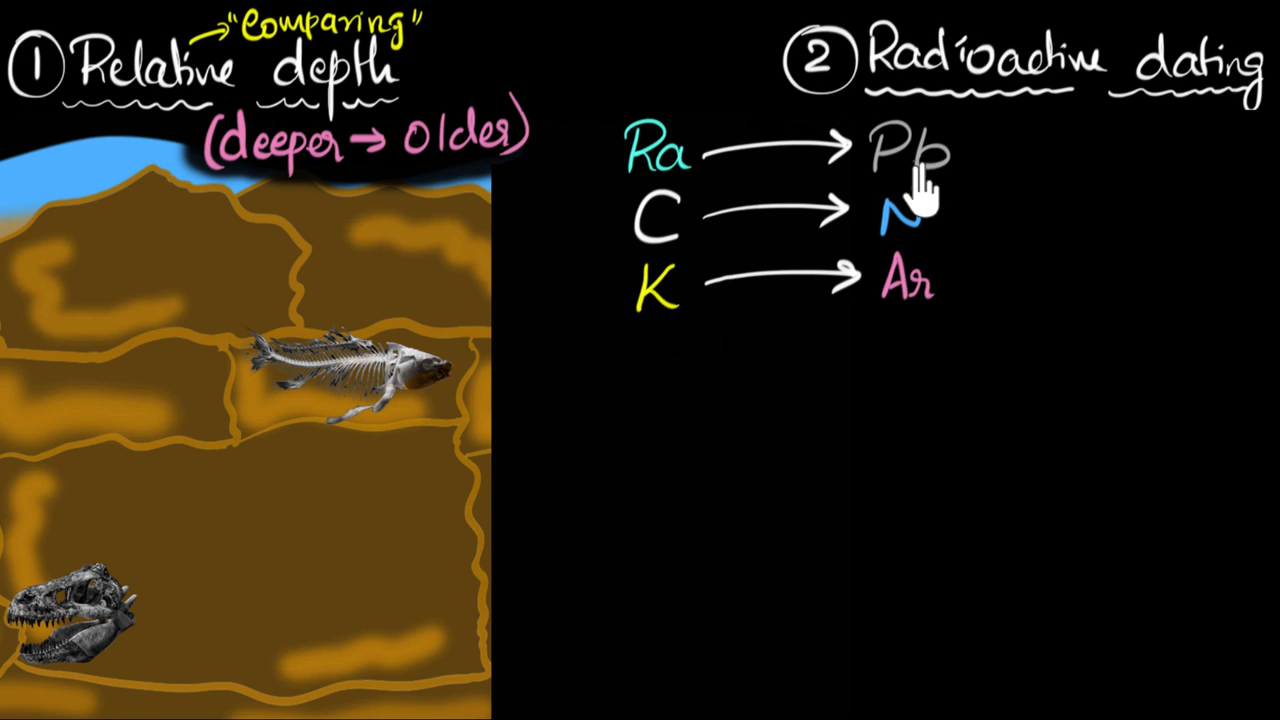 "Comparing"
① Relative depth
(deeper → Older)
② Radioactive dating
Ra → Pb
C → N
K → Ar